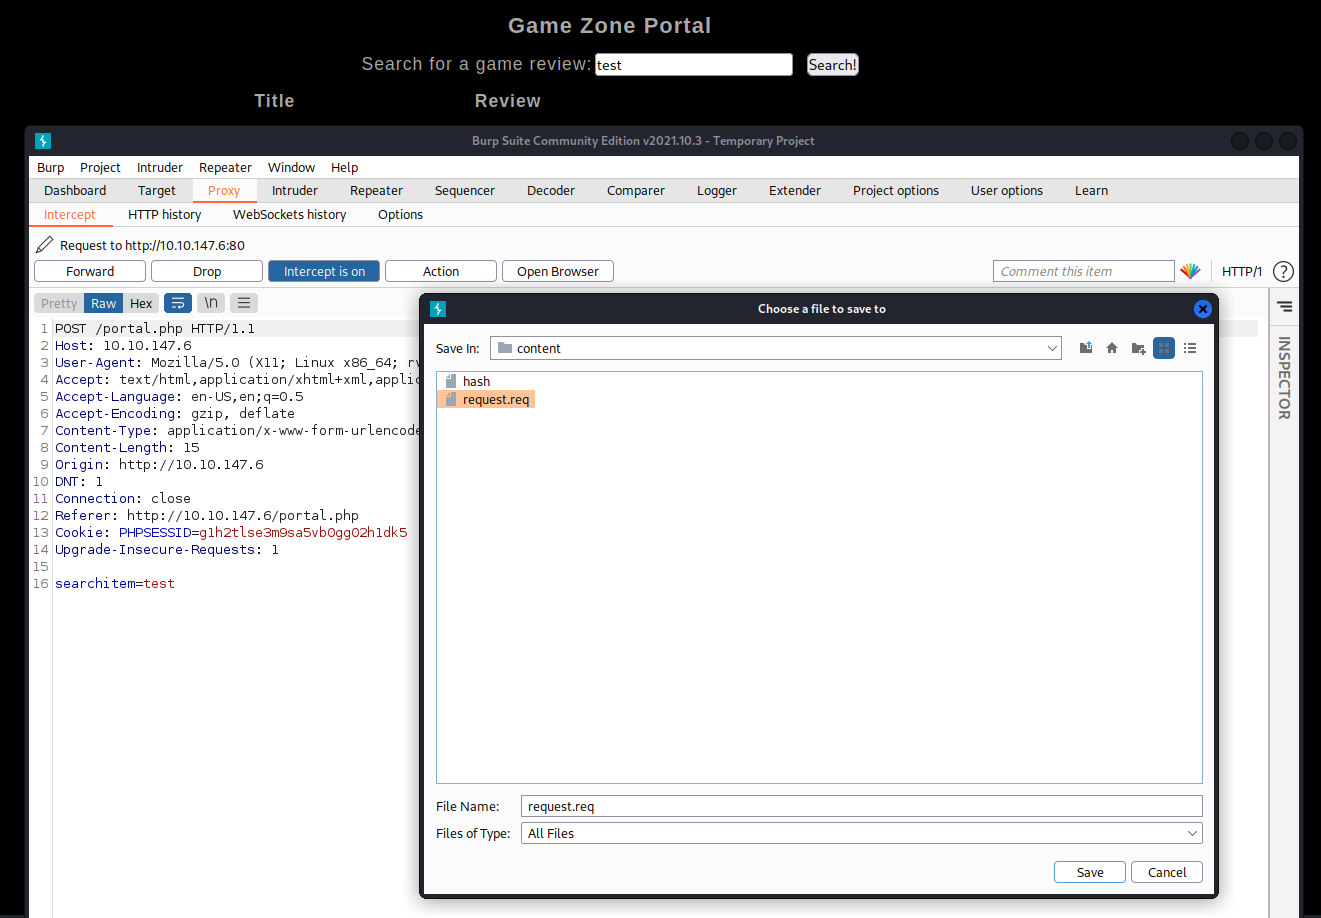 Game Zone Portal
Search for a game review: test Search!
Title Review
Burp Suite Community Edition v2021.10.3 - Temporary Project
Burp Project Intruder Repeater Window Help
Dashboard Target Proxy Intruder Repeater Sequencer Decoder Comparer Logger Extender Project options User options Learn
Intercept HTTP history WebSockets history Options
Request to http://10.10.147.6:80
Forward Drop Intercept is on Action Open Browser Comment this item HTTP/1 ?
Pretty Raw Hex \n
INSPECTOR
1 POST /portal.php HTTP/1.1
2 Host: 10.10.147.6
3 User-Agent: Mozilla/5.0 (X11; Linux x86_64; rv
4 Accept: text/html,application/xhtml+xml,applic
5 Accept-Language: en-US,en;q=0.5
6 Accept-Encoding: gzip, deflate
7 Content-Type: application/x-www-form-urlencode
8 Content-Length: 15
9 Origin: http://10.10.147.6
10 DNT: 1
11 Connection: close
12 Referer: http://10.10.147.6/portal.php
13 Cookie: PHPSESSID=g1h2tlse3m9sa5vb0gg02h1dk5
14 Upgrade-Insecure-Requests: 1
15
16 searchitem=test
Choose a file to save to
Save In: content
hash
request.req
File Name: request.req
Files of Type: All Files
Save Cancel